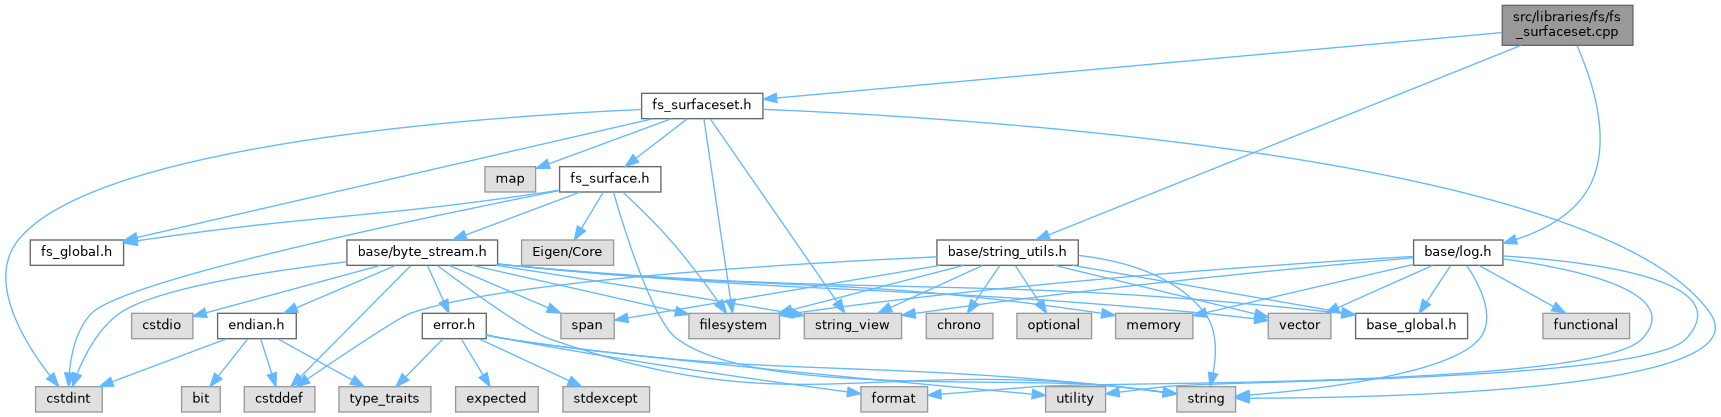 src/libraries/fs/fs
_surfaceset.cpp
fs_surfaceset.h
map
fs_surface.h
fs_global.h
base/byte_stream.h
Eigen/Core
base/string_utils.h
base/log.h
cstdio
endian.h
error.h
span
filesystem
string_view
chrono
optional
memory
vector
base_global.h
functional
cstdint
bit
cstddef
type_traits
expected
stdexcept
format
utility
string